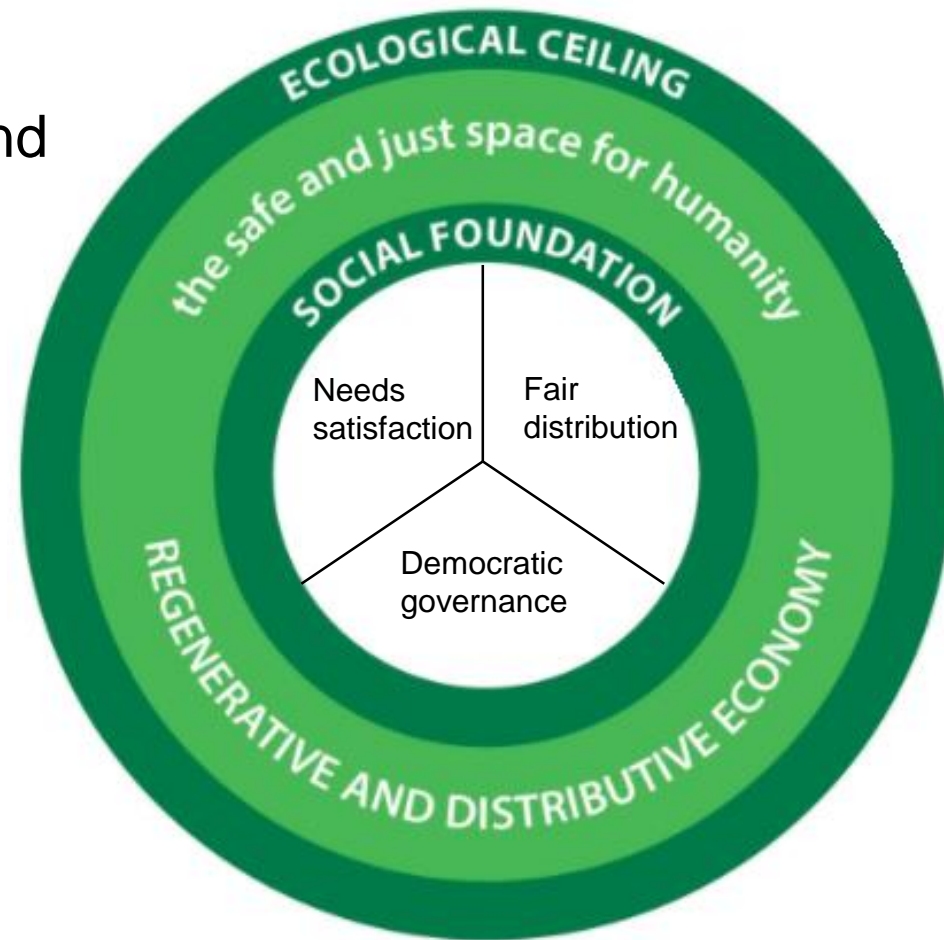 nd
ECOLOGICAL CEILING
the safe and just space for humanity
SOCIAL FOUNDATION
Needs
satisfaction
Fair
distribution
Democratic
governance
REGENERATIVE AND DISTRIBUTIVE ECONOMY